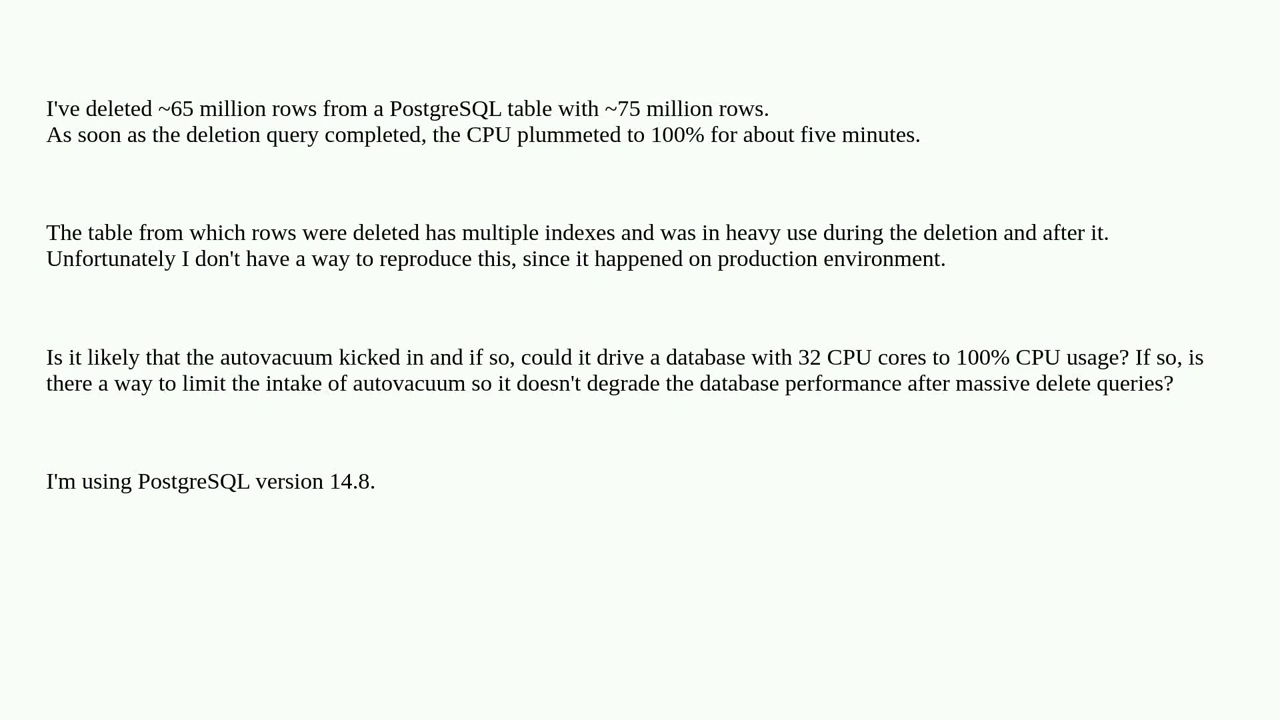 I've deleted ~65 million rows from a PostgreSQL table with ~75 million rows.
As soon as the deletion query completed, the CPU plummeted to 100% for about five minutes.
The table from which rows were deleted has multiple indexes and was in heavy use during the deletion and after it.
Unfortunately I don't have a way to reproduce this, since it happened on production environment.
Is it likely that the autovacuum kicked in and if so, could it drive a database with 32 CPU cores to 100% CPU usage? If so, is
there a way to limit the intake of autovacuum so it doesn't degrade the database performance after massive delete queries?
I'm using PostgreSQL version 14.8.